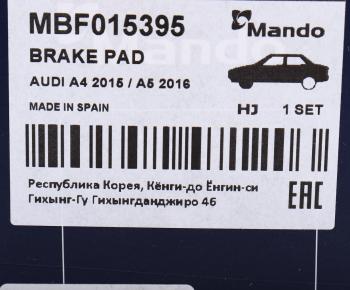 MBF015395
Mando
BRAKE PAD
AUDI A4 2015 / A5 2016
MADE IN SPAIN
HJ 1 SET
Республика Корея, Кёнги-до Ёнгин-си
Гихынг-Гу Гихынгданджиро 46
EAC